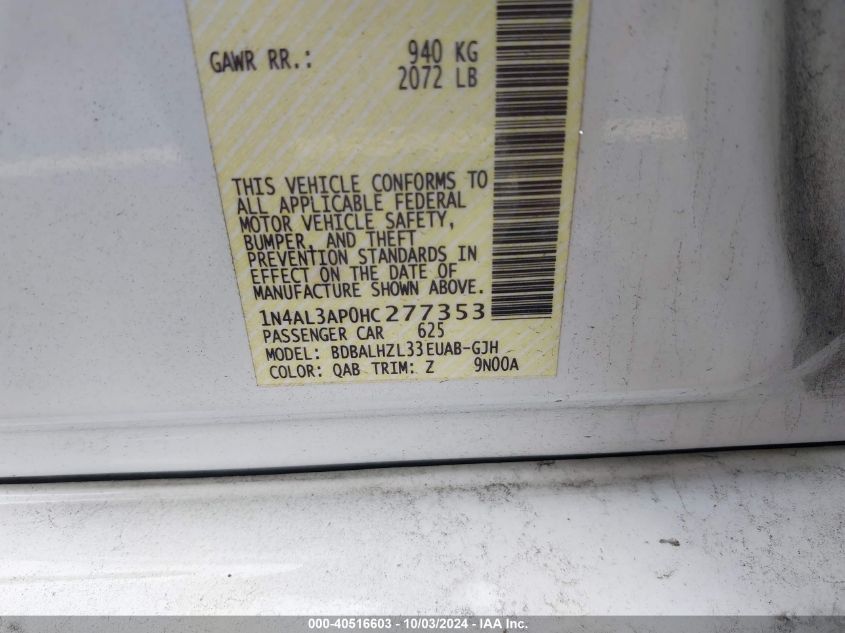 GAWR RR.: 940 KG
2072 LB
THIS VEHICLE CONFORMS TO
ALL APPLICABLE FEDERAL
MOTOR VEHICLE SAFETY,
BUMPER, AND THEFT
PREVENTION STANDARDS IN
EFFECT ON THE DATE OF
MANUFACTURE SHOWN ABOVE.
1N4AL3AP0HC277353
PASSENGER CAR 625
MODEL: BDBALHZL33EUAB-GJH
COLOR: QAB TRIM: Z 9N00A
000-40516603 / 10/03/2024 - Copyright © 2024 - IAA